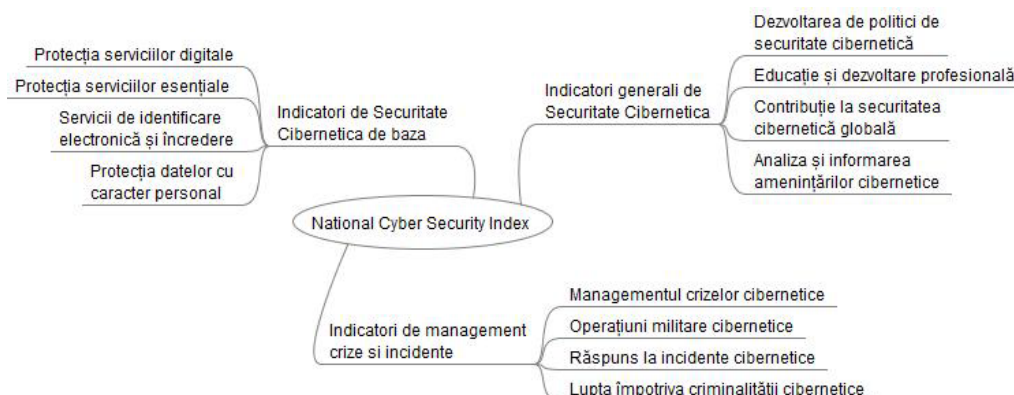 Protecția serviciilor digitale
Protecția serviciilor esențiale
Servicii de identificare
electronică și încredere
Protecția datelor cu
caracter personal
Indicatori de Securitate
Cibernetica de baza
Indicatori generali de
Securitate Cibernetica
Dezvoltarea de politici de
securitate cibernetică
Educație și dezvoltare profesională
Contribuție la securitatea
cibernetică globală
Analiza și informarea
amenințărilor cibernetice
National Cyber Security Index
Indicatori de management
crize si incidente
Managementul crizelor cibernetice
Operațiuni militare cibernetice
Răspuns la incidente cibernetice
Lupta împotriva criminalității cibernetice